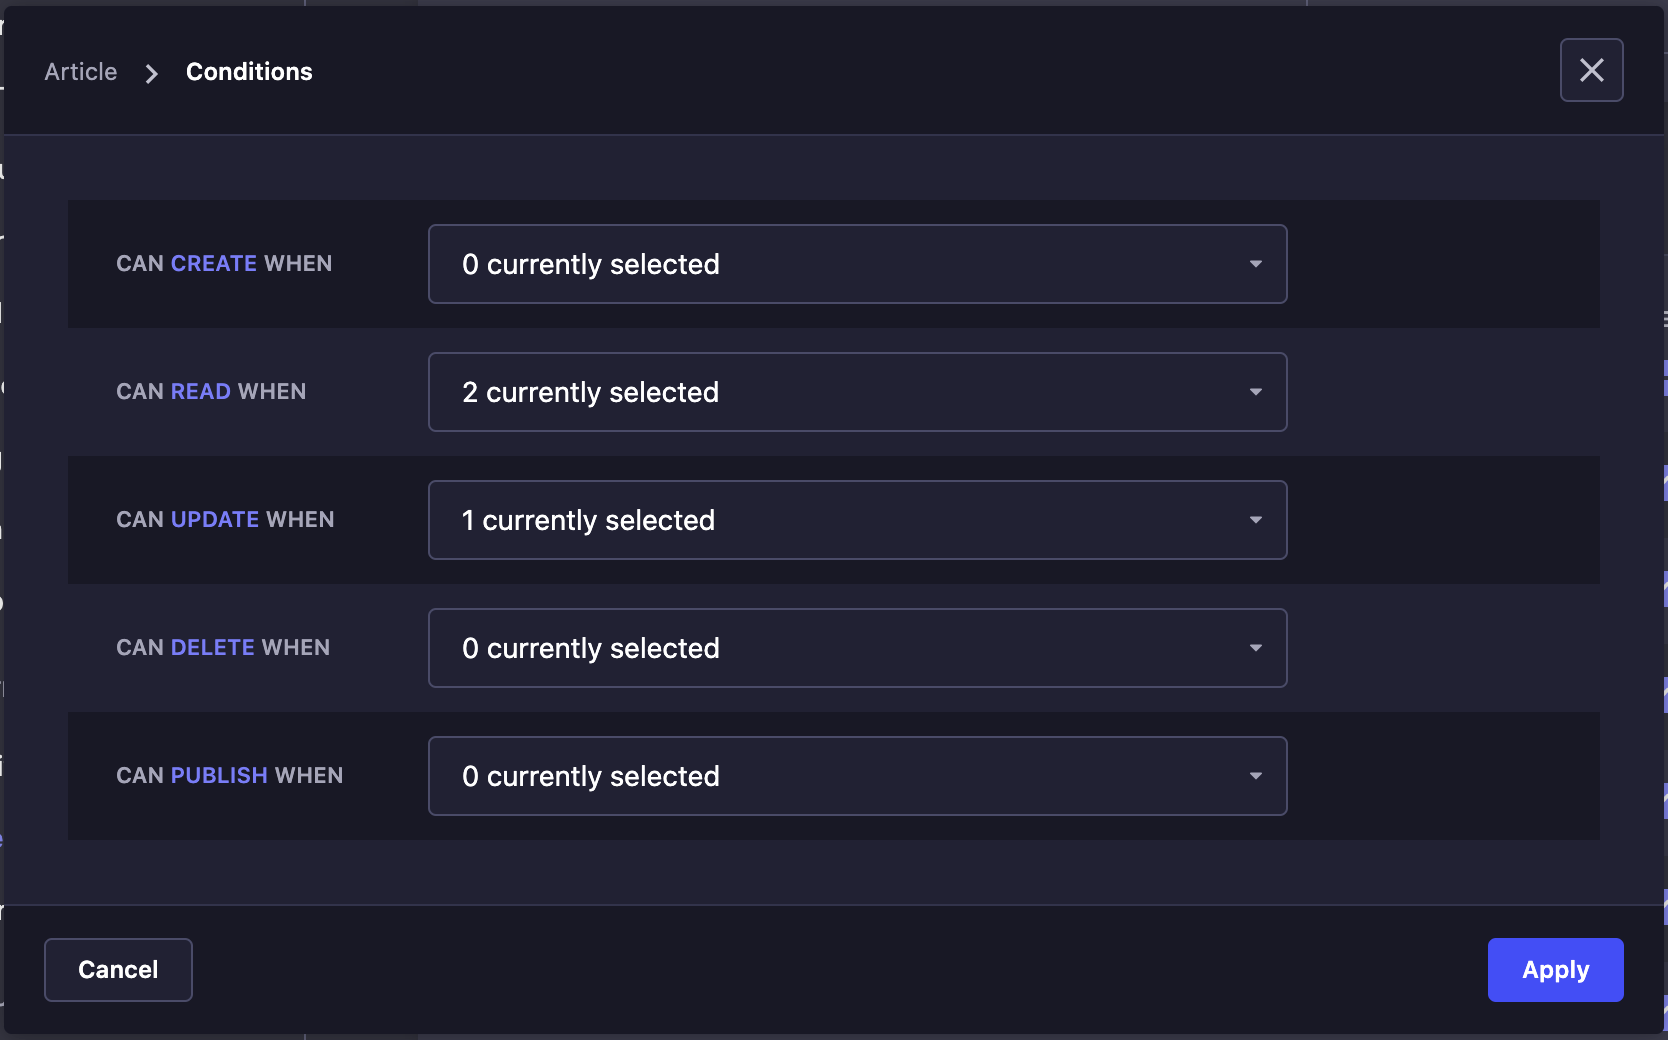 Article > Conditions
CAN CREATE WHEN 0 currently selected
CAN READ WHEN 2 currently selected
CAN UPDATE WHEN 1 currently selected
CAN DELETE WHEN 0 currently selected
CAN PUBLISH WHEN 0 currently selected
Cancel Apply